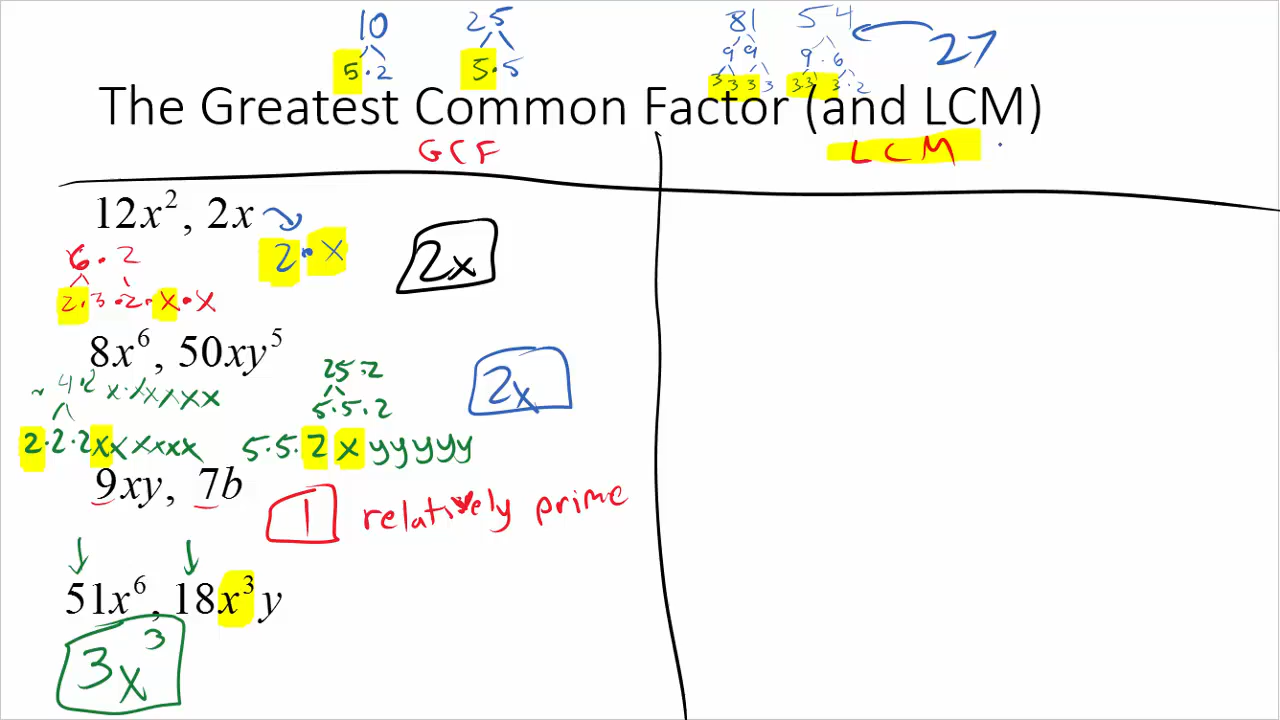 10 25 81 54
27
9 9 9 · 6
5 · 2 5 · 5 3 3 3 3 3 · 3 3 · 2
The Greatest Common Factor (and LCM)
GCF LCM
12x², 2x
2 · x
6 · 2
2x
2 · 3 · 2 · x · x
8x⁶, 50xy⁵
25 · 2
4 · 2 x · x x x x x
2x
5 · 5 · 2
2 · 2 · 2 x x x x x x 5 · 5 · 2 x y y y y y
9xy, 7b
1 relatively prime
51x⁶, 18x³y
3x³